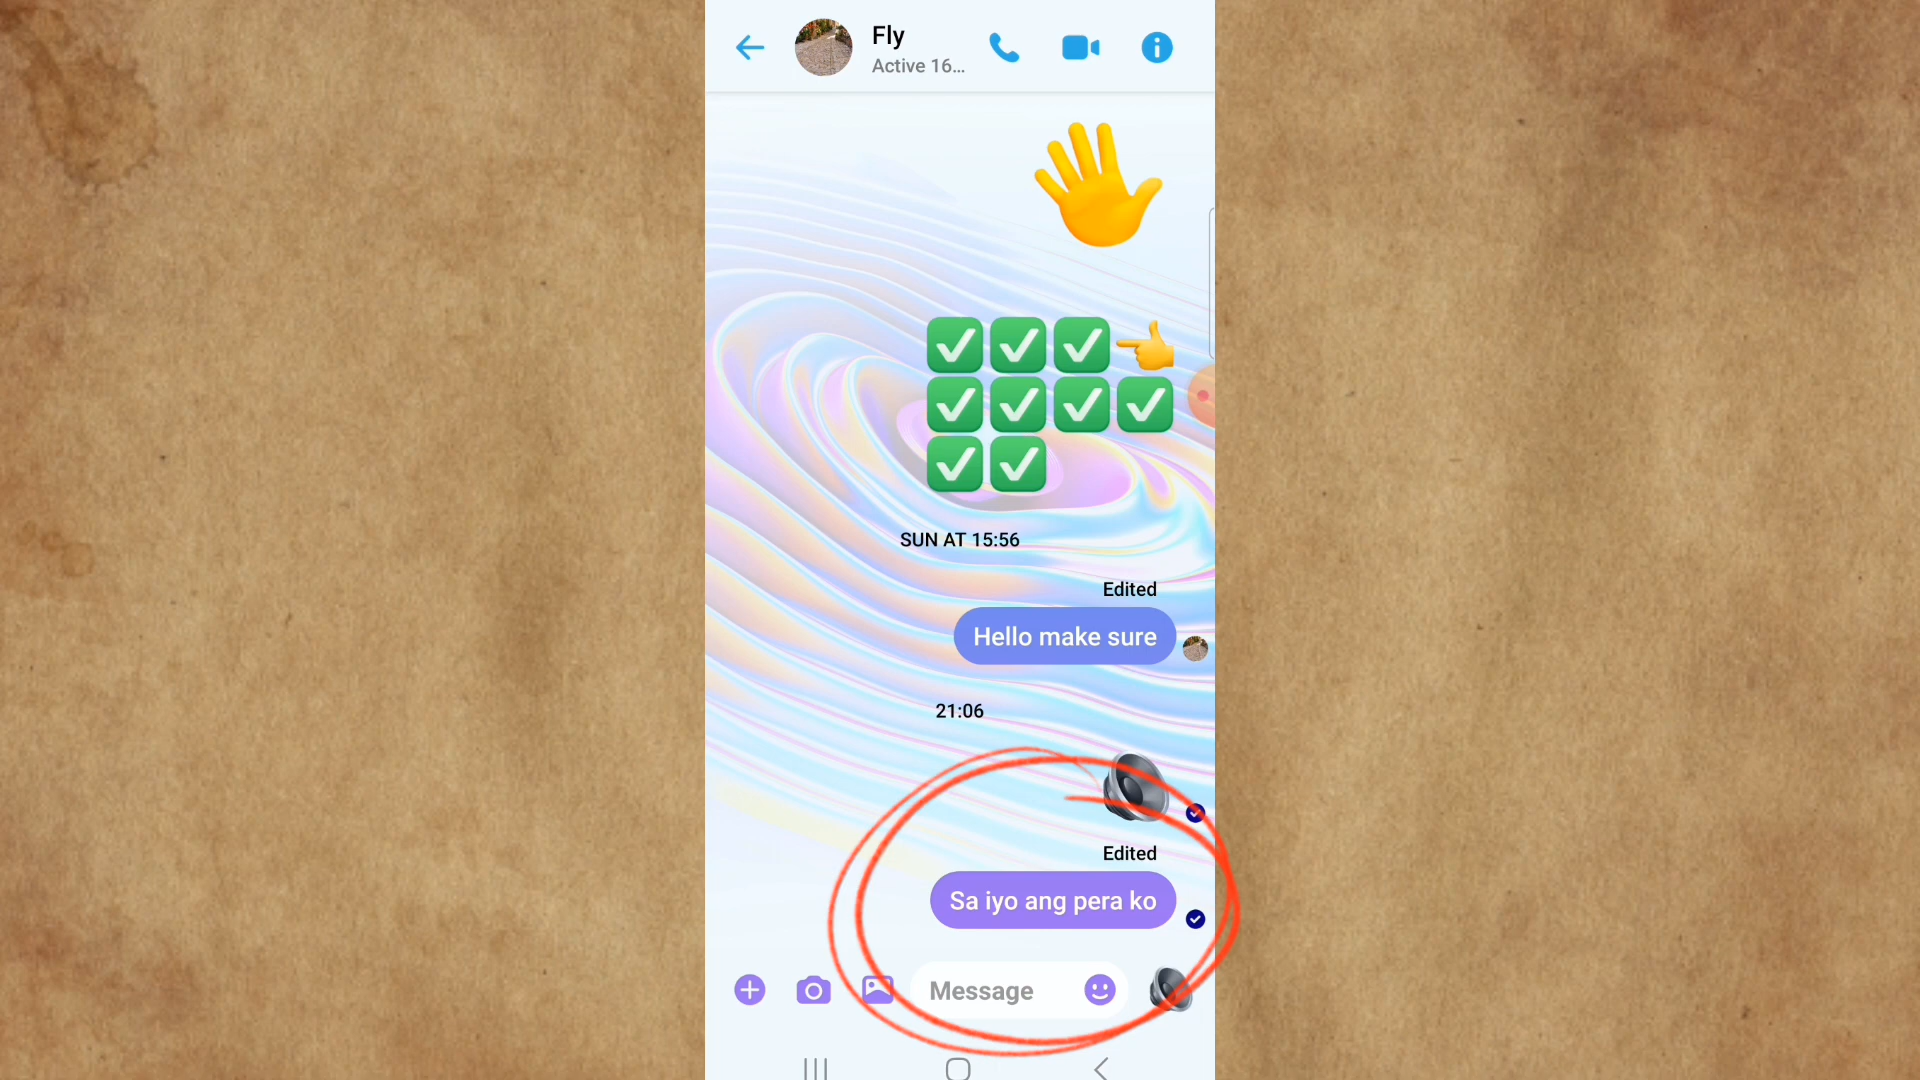 Fly
Active 16...
SUN AT 15:56
Edited
Hello make sure
21:06
Edited
Sa iyo ang pera ko
Message